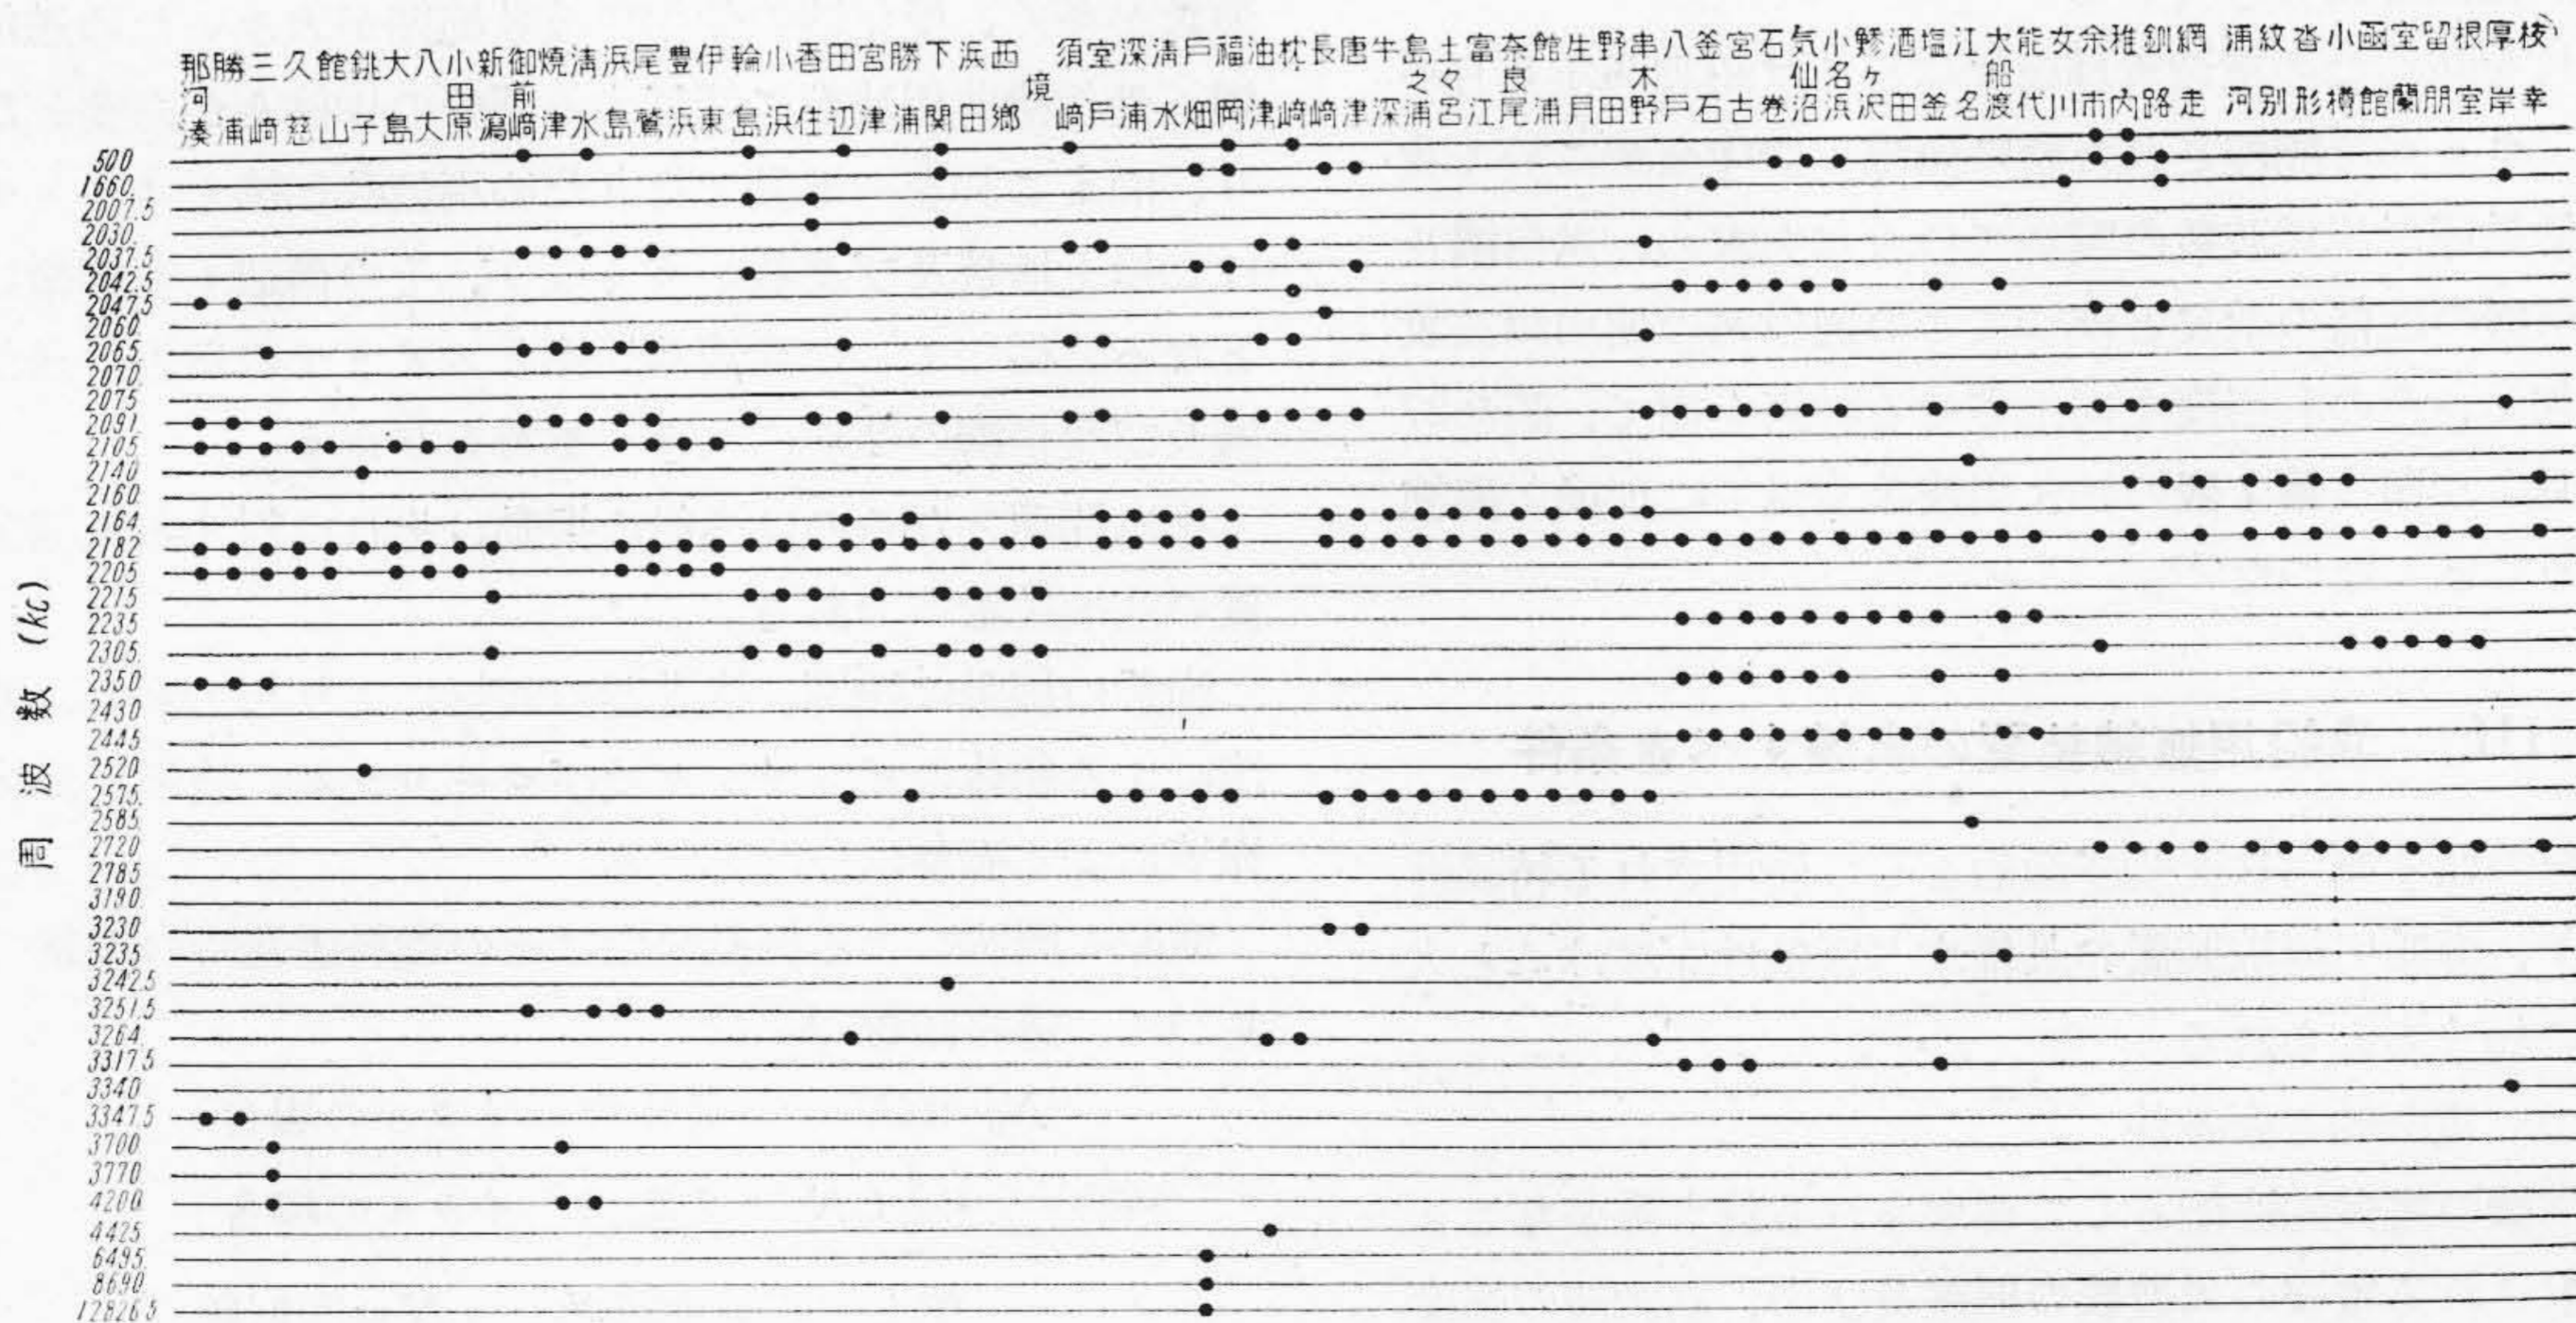 那河湊
勝浦
三﨑
久慈
館山
銚子
大島
八大
小田原
新潟
御前﨑
焼津
清水
浜島
尾鷲
豊浜
伊東
輪島
小浜
香住
田辺
宮津
勝浦
下関
浜田
西郷
境
須﨑
室戸
深浦
清水
戸畑
福岡
油津
枕﨑
長﨑
唐津
牛深
島之浦
土々呂
富江
奈良尾
館浦
生月
野田
串木野
八戸
釜石
宮古
石巻
気仙沼
小名浜
鰺ヶ沢
酒田
塩釜
江名
大船渡
能代
女川
余市
稚内
釧路
網走
浦河
紋別
沓形
小樽
函館
室蘭
留朋
根室
厚岸
枝幸
周波数 (kc)
500
1660.
2007.5
2030.
2037.5
2042.5
2047.5
2060.
2065.
2070.
2075
2091.
2105
2140
2160.
2164.
2182
2205
2215
2235
2305.
2350
2430
2445
2520
2575.
2585.
2720
2785
3190.
3230
3235
3242.5
3251.5
3264.
3317.5
3340
3347.5
3700
3770
4200.
4425
6495.
8690.
12826.5